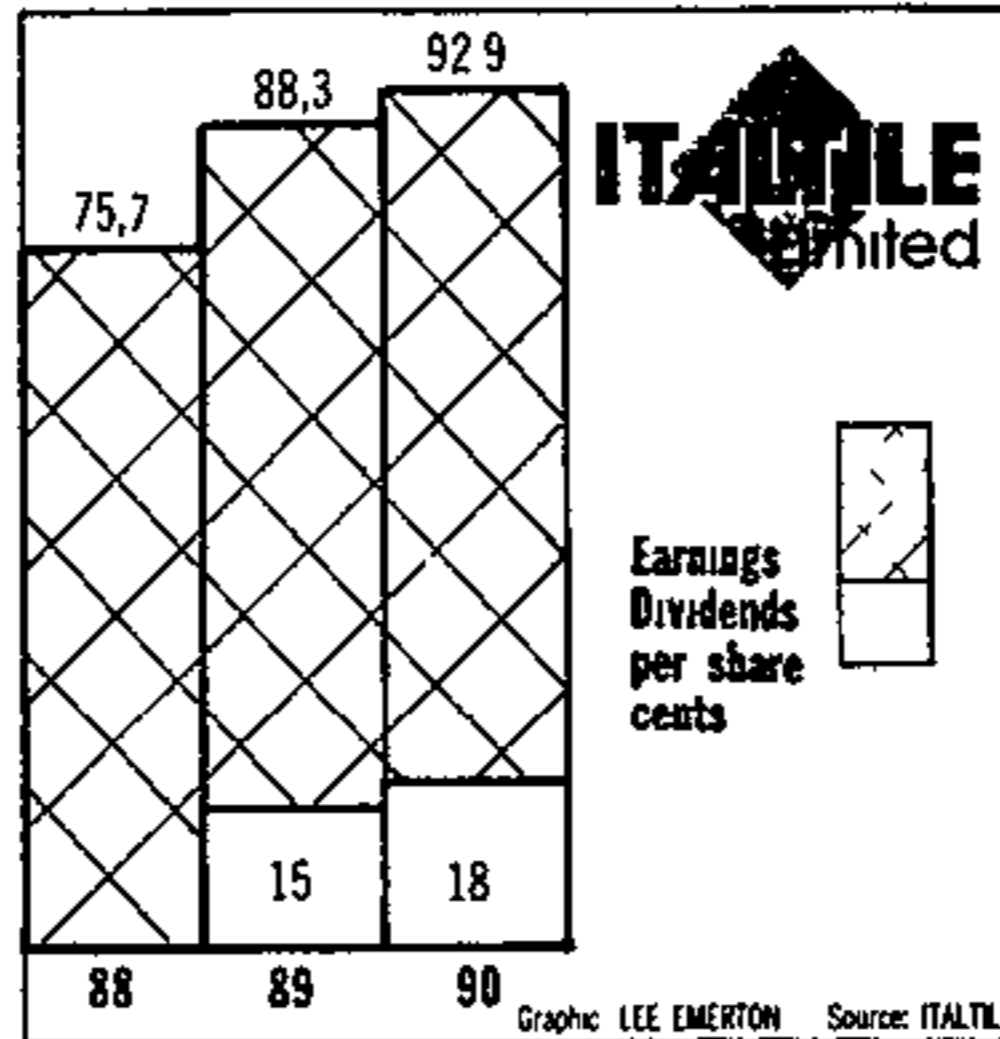 92 9
88,3
75,7
ITALTILE
Limited
Earnings
Dividends
per share
cents
15
18
88 89 90
Graphic LEE EMERTON Source: ITALTIL